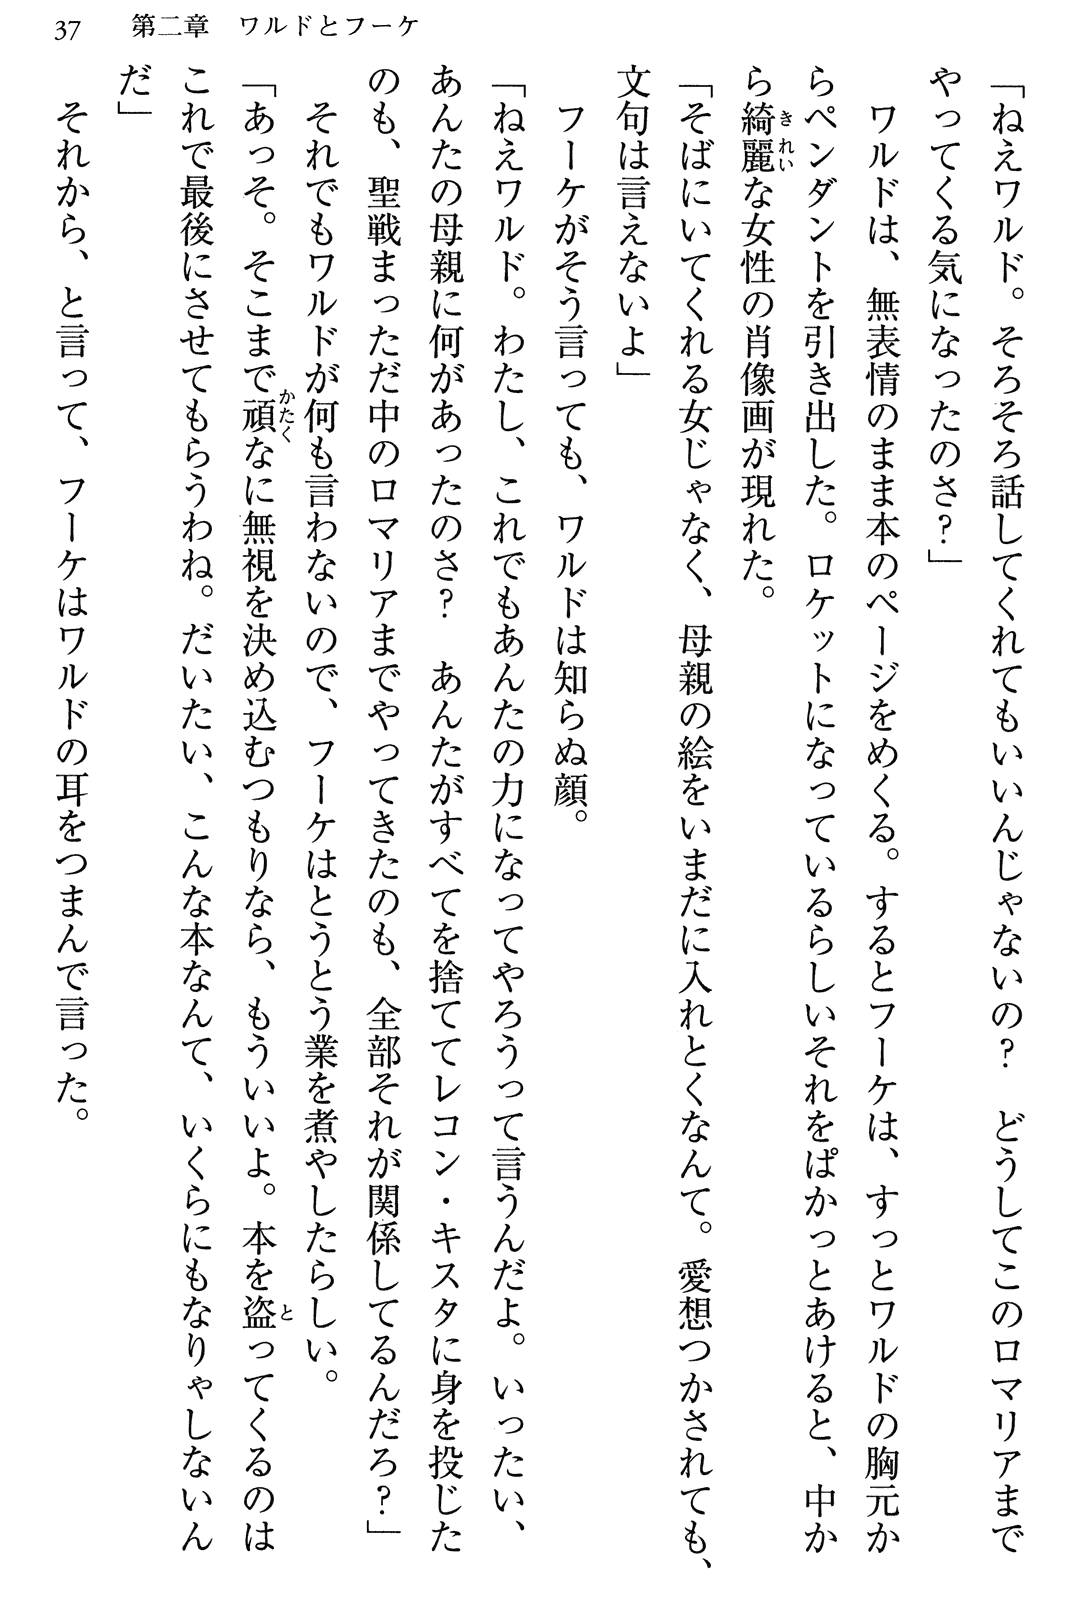 37　第二章　ワルドとフーケ
「ねえワルド。そろそろ話してくれてもいいんじゃないの？　どうしてこのロマリアまで
やってくる気になったのさ？」
　ワルドは、無表情のまま本のページをめくる。するとフーケは、すっとワルドの胸元か
らペンダントを引き出した。ロケットになっているらしいそれをぱかっとあけると、中か
ら綺麗な女性の肖像画が現れた。
「そばにいてくれる女じゃなく、母親の絵をいまだに入れとくなんて。愛想つかされても、
文句は言えないよ」
　フーケがそう言っても、ワルドは知らぬ顔。
「ねえワルド。わたし、これでもあんたの力になってやろうって言うんだよ。いったい、
あんたの母親に何があったのさ？　あんたがすべてを捨ててレコン・キスタに身を投じた
のも、聖戦まっただ中のロマリアまでやってきたのも、全部それが関係してるんだろ？」
　それでもワルドが何も言わないので、フーケはとうとう業を煮やしたらしい。
「あっそ。そこまで頑なに無視を決め込むつもりなら、もういいよ。本を盗ってくるのは
これで最後にさせてもらうわね。だいたい、こんな本なんて、いくらにもなりゃしないん
だ」
　それから、と言って、フーケはワルドの耳をつまんで言った。